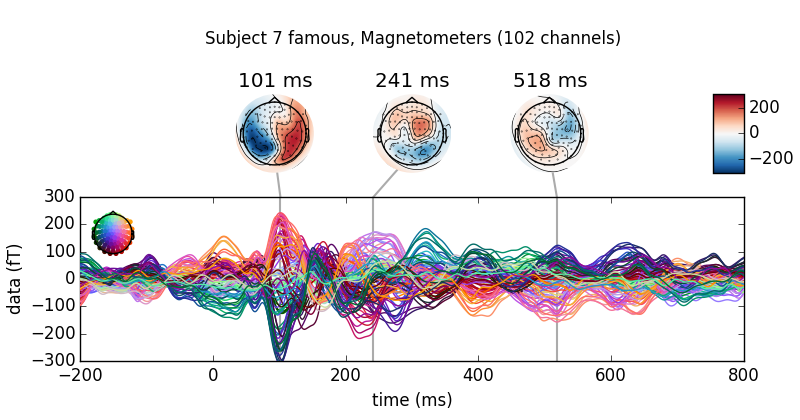 Subject 7 famous, Magnetometers (102 channels)
101 ms 241 ms 518 ms
200
0
−200
300
200
100
0
−100
−200
−300
data (fT)
−200 0 200 400 600 800
time (ms)